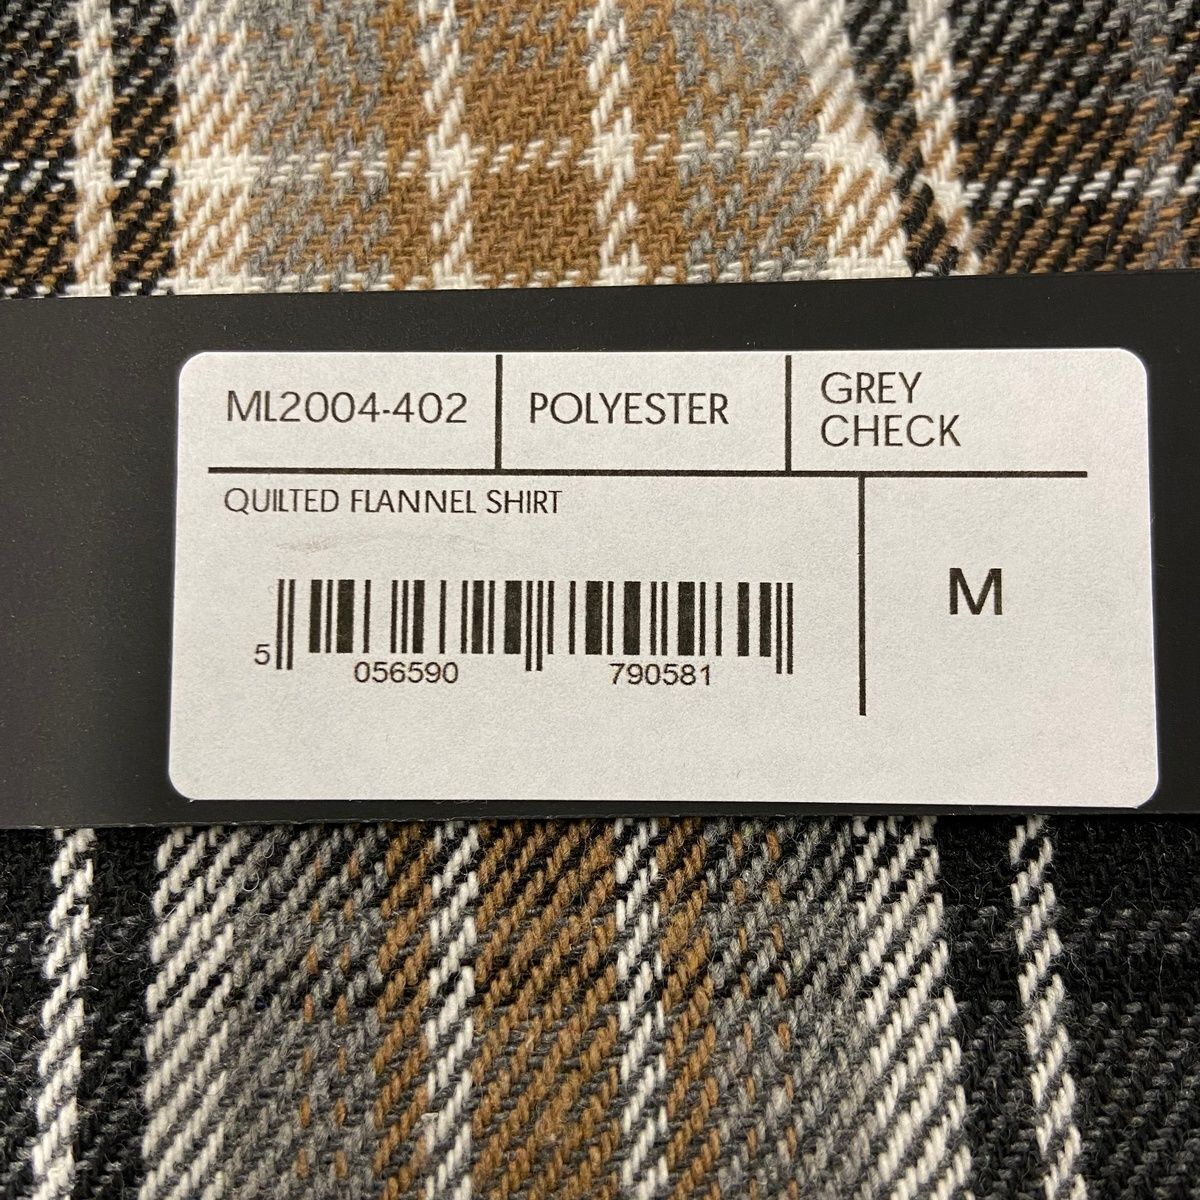 ML2004-402
POLYESTER
GREY
CHECK
QUILTED FLANNEL SHIRT
M
5 056590 790581